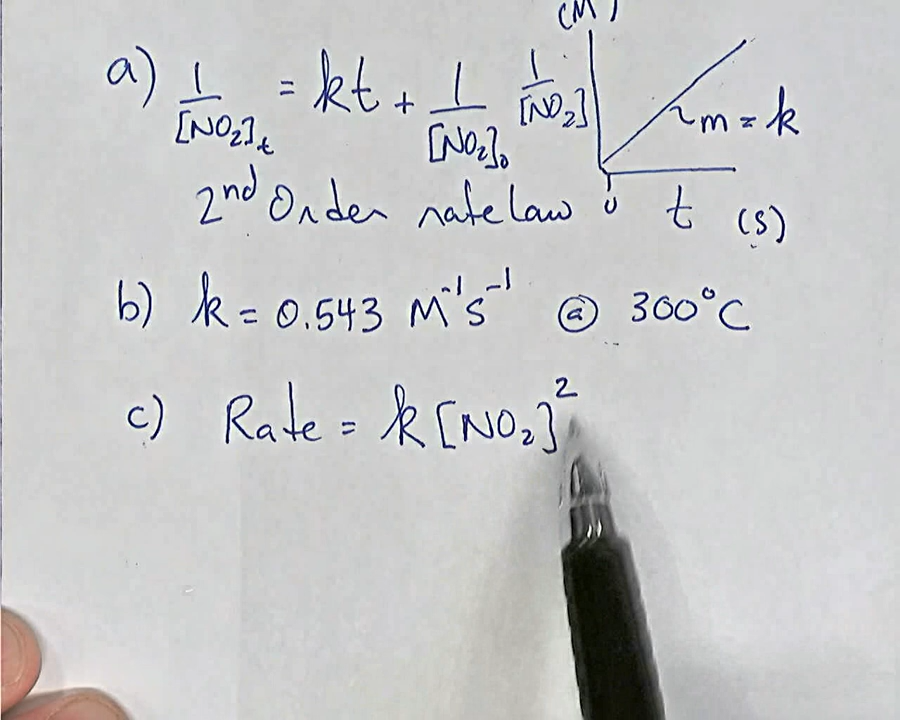 (M)
a) 1/[NO₂]ₜ = kt + 1/[NO₂]₀
1/[NO₂]
m = k
0 t (s)
2nd Order rate law
b) k = 0.543 M⁻¹s⁻¹ @ 300°C
c) Rate = k[NO₂]²